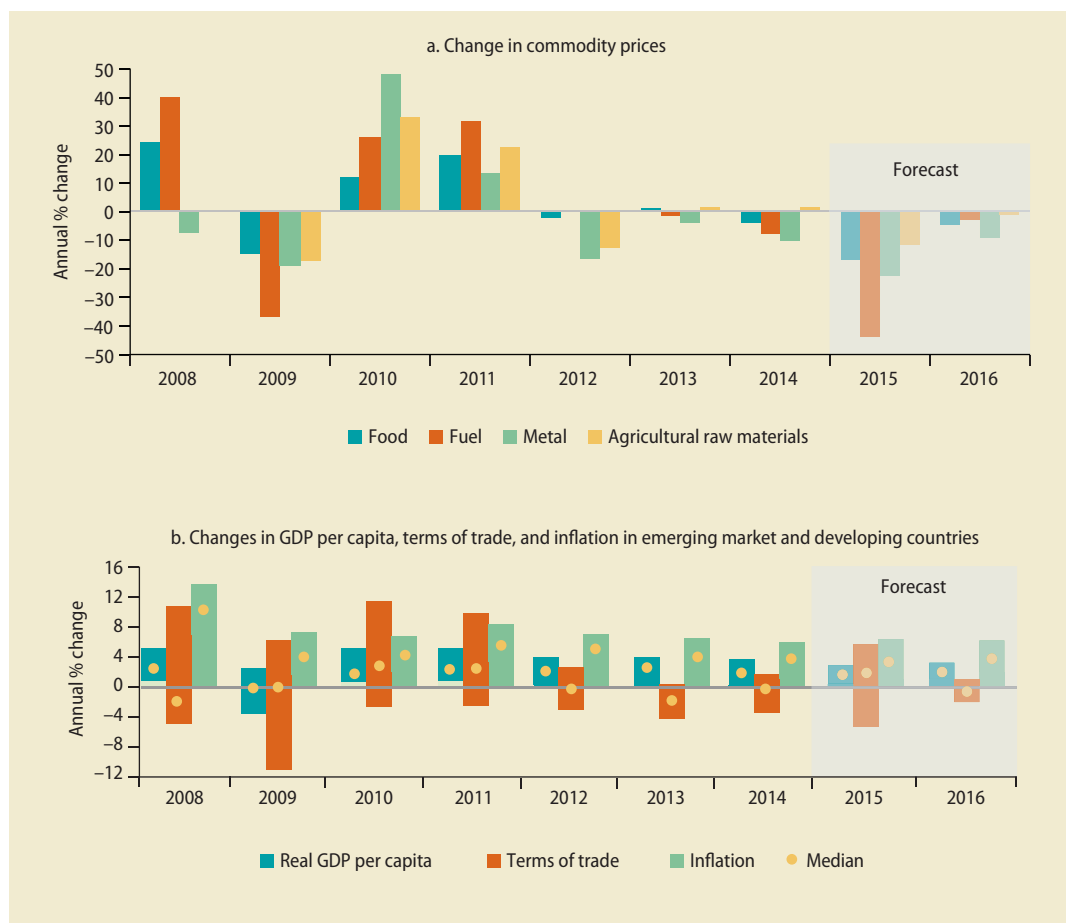 a. Change in commodity prices
Annual % change
50
40
30
20
10
0
–10
–20
–30
–40
–50
Forecast
2008 2009 2010 2011 2012 2013 2014 2015 2016
Food Fuel Metal Agricultural raw materials
b. Changes in GDP per capita, terms of trade, and inflation in emerging market and developing countries
Annual % change
16
12
8
4
0
–4
–8
–12
Forecast
2008 2009 2010 2011 2012 2013 2014 2015 2016
Real GDP per capita Terms of trade Inflation Median